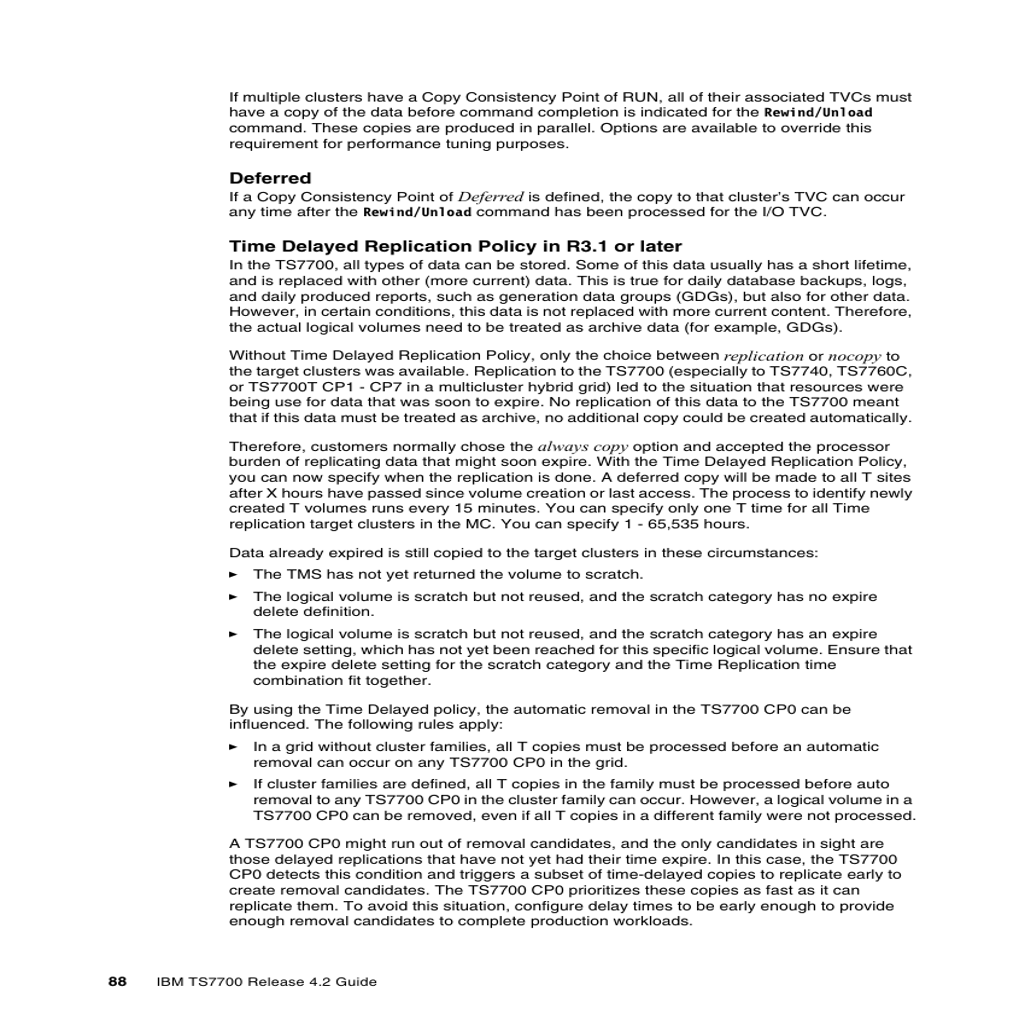 If multiple clusters have a Copy Consistency Point of RUN, all of their associated TVCs must
have a copy of the data before command completion is indicated for the Rewind/Unload
command. These copies are produced in parallel. Options are available to override this
requirement for performance tuning purposes.
Deferred
If a Copy Consistency Point of Deferred is defined, the copy to that cluster’s TVC can occur
any time after the Rewind/Unload command has been processed for the I/O TVC.
Time Delayed Replication Policy in R3.1 or later
In the TS7700, all types of data can be stored. Some of this data usually has a short lifetime,
and is replaced with other (more current) data. This is true for daily database backups, logs,
and daily produced reports, such as generation data groups (GDGs), but also for other data.
However, in certain conditions, this data is not replaced with more current content. Therefore,
the actual logical volumes need to be treated as archive data (for example, GDGs).
Without Time Delayed Replication Policy, only the choice between replication or nocopy to
the target clusters was available. Replication to the TS7700 (especially to TS7740, TS7760C,
or TS7700T CP1 - CP7 in a multicluster hybrid grid) led to the situation that resources were
being use for data that was soon to expire. No replication of this data to the TS7700 meant
that if this data must be treated as archive, no additional copy could be created automatically.
Therefore, customers normally chose the always copy option and accepted the processor
burden of replicating data that might soon expire. With the Time Delayed Replication Policy,
you can now specify when the replication is done. A deferred copy will be made to all T sites
after X hours have passed since volume creation or last access. The process to identify newly
created T volumes runs every 15 minutes. You can specify only one T time for all Time
replication target clusters in the MC. You can specify 1 - 65,535 hours.
Data already expired is still copied to the target clusters in these circumstances:
► The TMS has not yet returned the volume to scratch.
► The logical volume is scratch but not reused, and the scratch category has no expire
delete definition.
► The logical volume is scratch but not reused, and the scratch category has an expire
delete setting, which has not yet been reached for this specific logical volume. Ensure that
the expire delete setting for the scratch category and the Time Replication time
combination fit together.
By using the Time Delayed policy, the automatic removal in the TS7700 CP0 can be
influenced. The following rules apply:
► In a grid without cluster families, all T copies must be processed before an automatic
removal can occur on any TS7700 CP0 in the grid.
► If cluster families are defined, all T copies in the family must be processed before auto
removal to any TS7700 CP0 in the cluster family can occur. However, a logical volume in a
TS7700 CP0 can be removed, even if all T copies in a different family were not processed.
A TS7700 CP0 might run out of removal candidates, and the only candidates in sight are
those delayed replications that have not yet had their time expire. In this case, the TS7700
CP0 detects this condition and triggers a subset of time-delayed copies to replicate early to
create removal candidates. The TS7700 CP0 prioritizes these copies as fast as it can
replicate them. To avoid this situation, configure delay times to be early enough to provide
enough removal candidates to complete production workloads.
88 IBM TS7700 Release 4.2 Guide